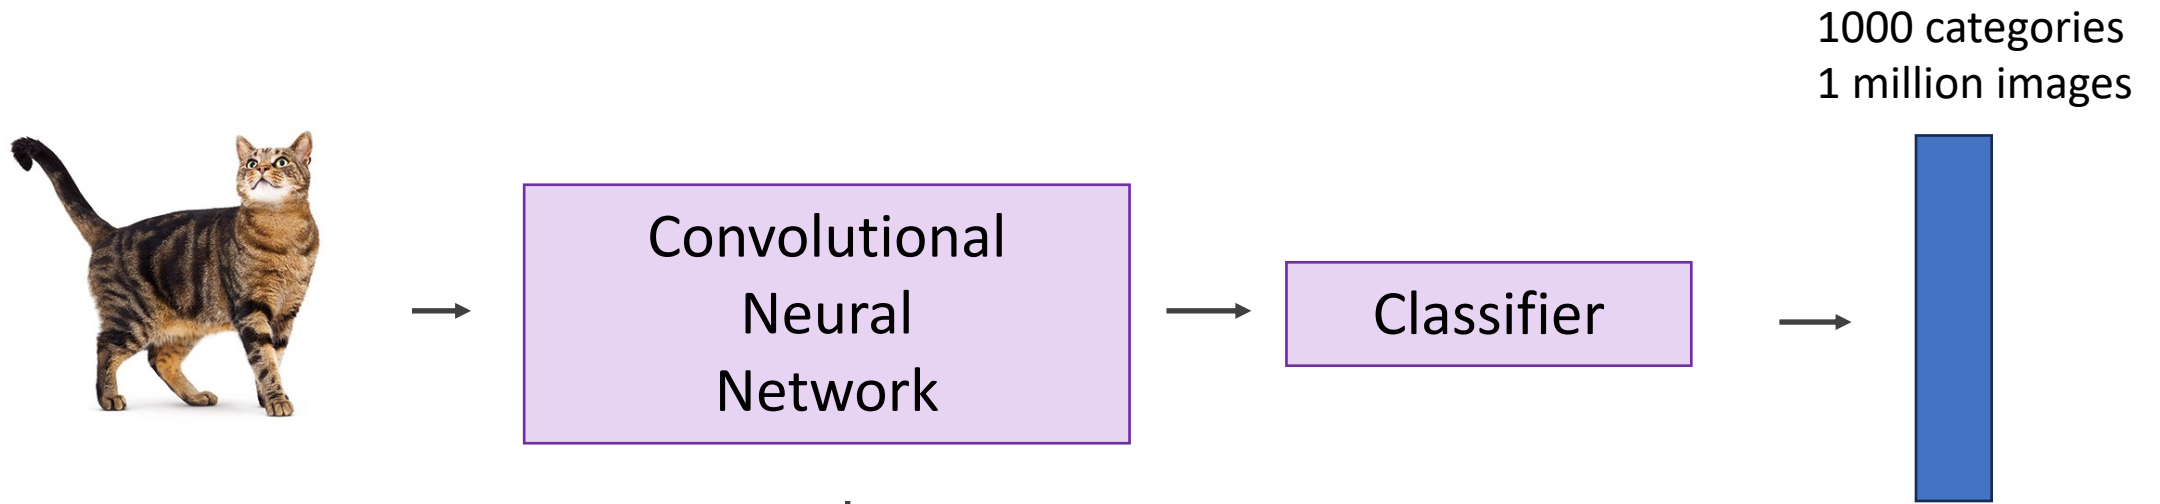 1000 categories
1 million images
Convolutional
Neural
Network
Classifier